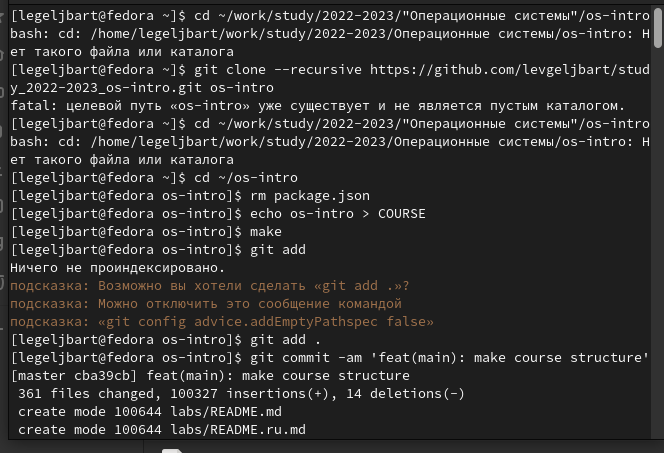 [legeljbart@fedora ~]$ cd ~/work/study/2022-2023/"Операционные системы"/os-intro
bash: cd: /home/legeljbart/work/study/2022-2023/Операционные системы/os-intro: Н
ет такого файла или каталога
[legeljbart@fedora ~]$ git clone --recursive https://github.com/levgeljbart/stud
y_2022-2023_os-intro.git os-intro
fatal: целевой путь «os-intro» уже существует и не является пустым каталогом.
[legeljbart@fedora ~]$ cd ~/work/study/2022-2023/"Операционные системы"/os-intro
bash: cd: /home/legeljbart/work/study/2022-2023/Операционные системы/os-intro: Н
ет такого файла или каталога
[legeljbart@fedora ~]$ cd ~/os-intro
[legeljbart@fedora os-intro]$ rm package.json
[legeljbart@fedora os-intro]$ echo os-intro > COURSE
[legeljbart@fedora os-intro]$ make
[legeljbart@fedora os-intro]$ git add
Ничего не проиндексировано.
подсказка: Возможно вы хотели сделать «git add .»?
подсказка: Можно отключить это сообщение командой
подсказка: «git config advice.addEmptyPathspec false»
[legeljbart@fedora os-intro]$ git add .
[legeljbart@fedora os-intro]$ git commit -am 'feat(main): make course structure'
[master cba39cb] feat(main): make course structure
 361 files changed, 100327 insertions(+), 14 deletions(-)
 create mode 100644 labs/README.md
 create mode 100644 labs/README.ru.md